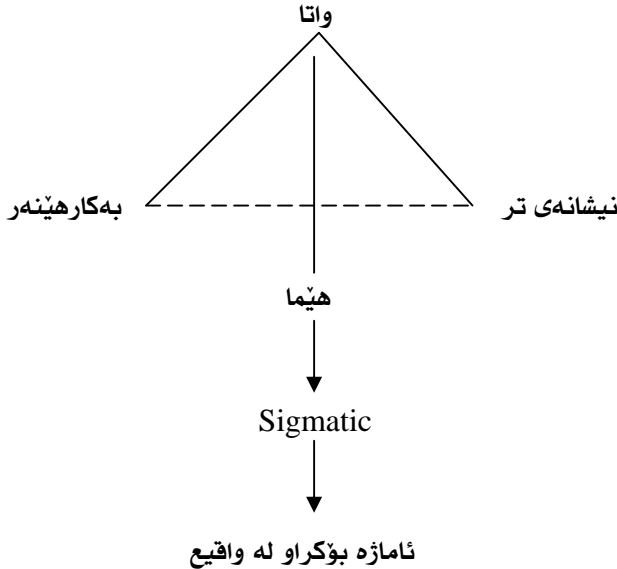 واتا
نیشانەی تر
بەکارهێنەر
هێما
Sigmatic
ئاماژە بۆکراو لە واقیع